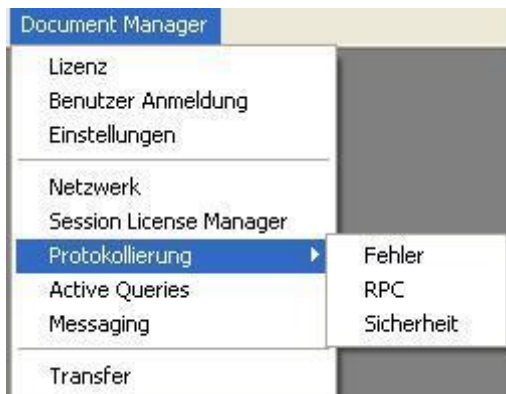 Document Manager
Lizenz
Benutzer Anmeldung
Einstellungen
Netzwerk
Session License Manager
Protokollierung
Fehler
Active Queries
RPC
Messaging
Sicherheit
Transfer